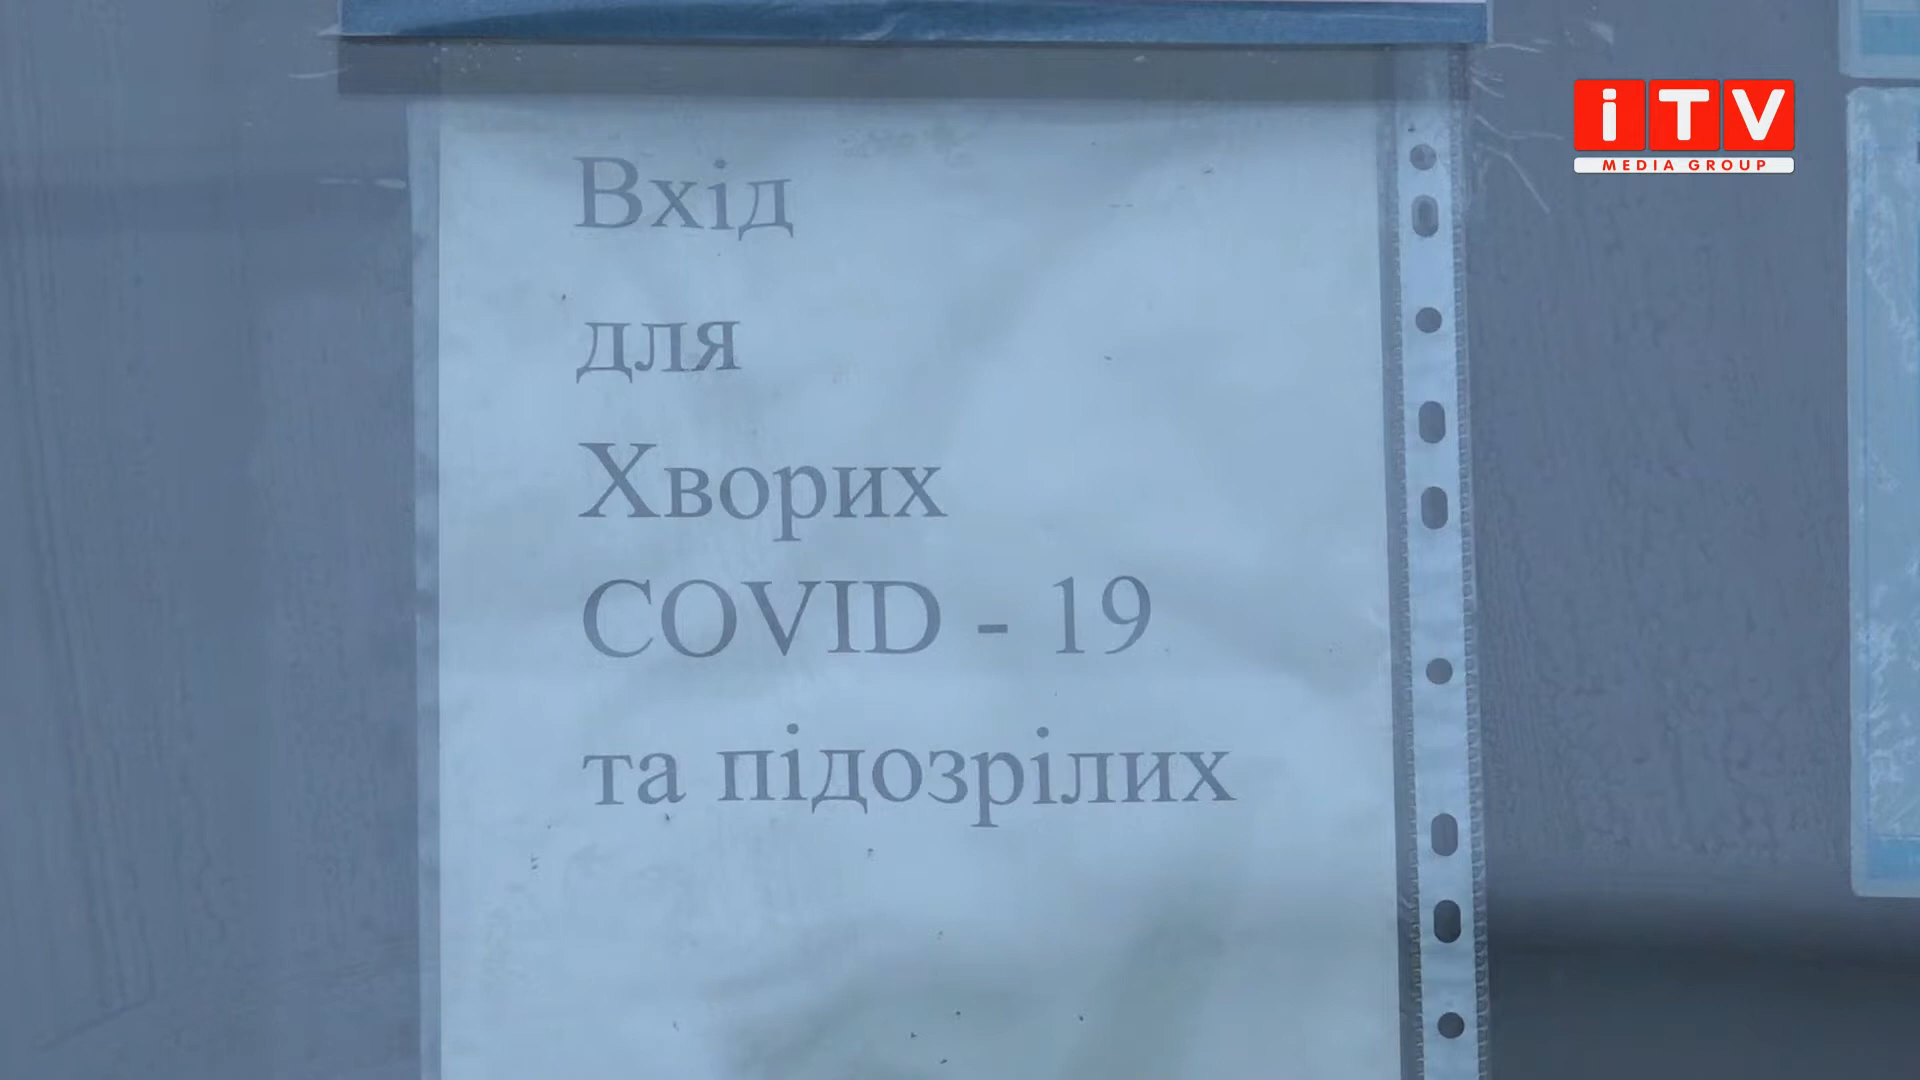 iTV
MEDIA GROUP
Вхід
для
Хворих
COVID - 19
та підозрілих